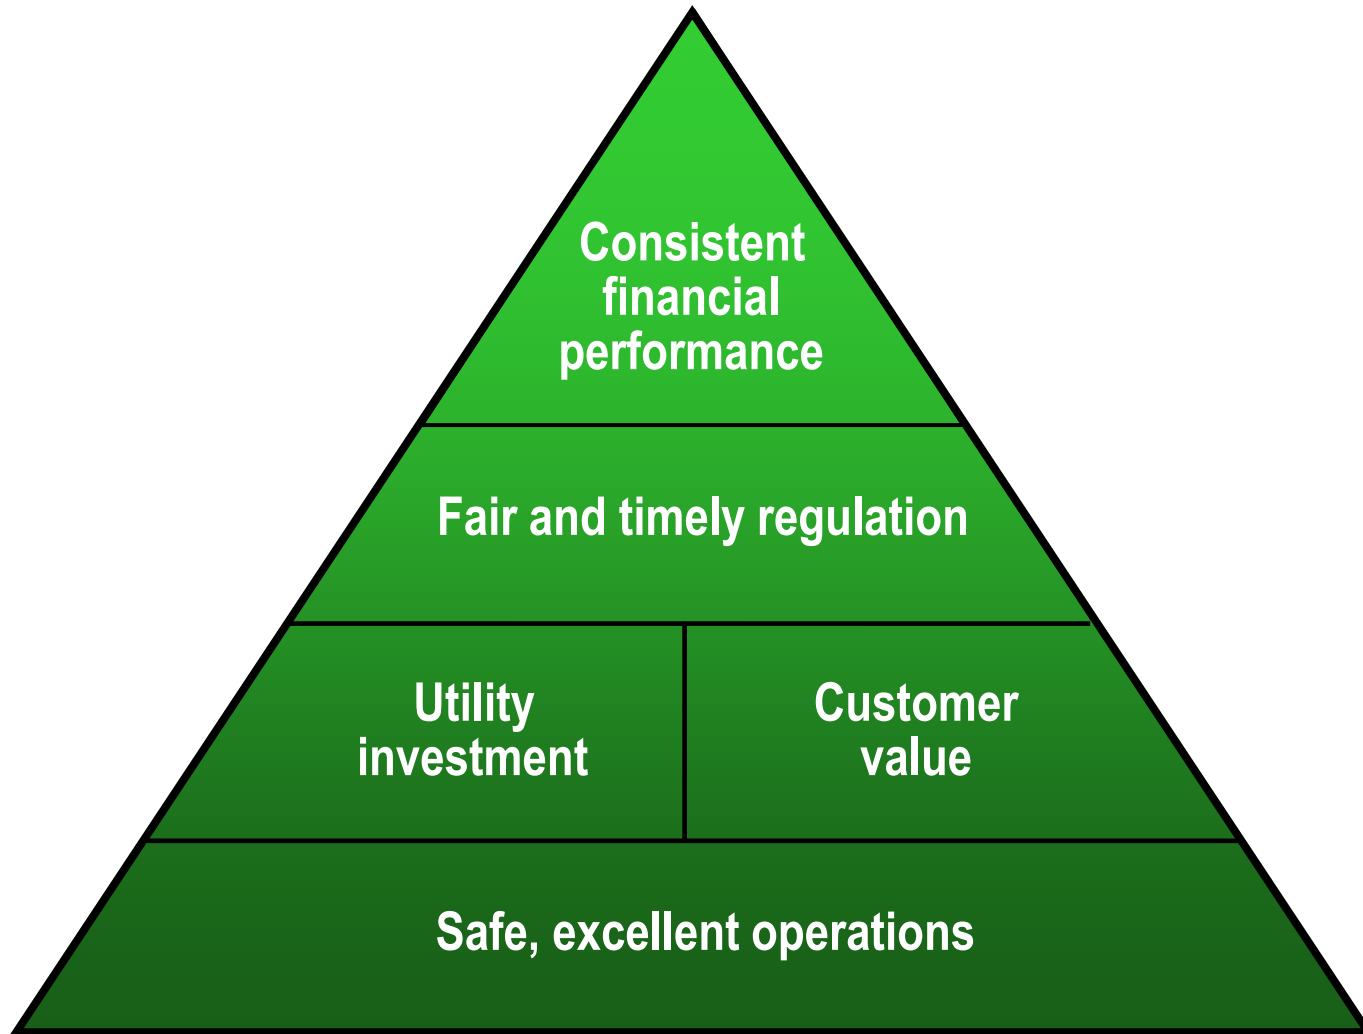 Consistent
financial
performance
Fair and timely regulation
Utility
investment
Customer
value
Safe, excellent operations